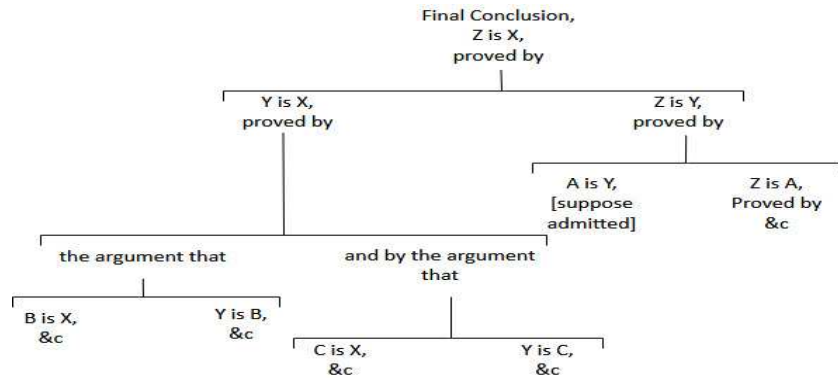 Final Conclusion,
Z is X,
proved by
Y is X,
proved by
Z is Y,
proved by
A is Y,
[suppose
admitted]
Z is A,
Proved by
&c
the argument that
and by the argument
that
B is X,
&c
Y is B,
&c
C is X,
&c
Y is C,
&c